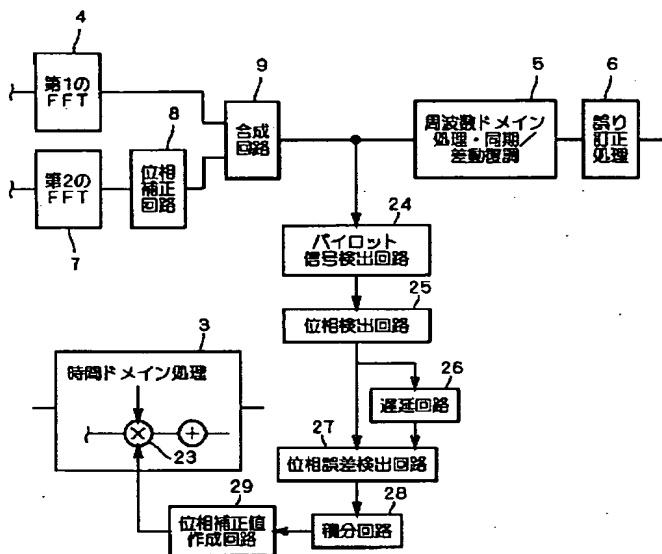 4
第1の
FFT
8
9
合成
回路
5
周波数ドメイン
処理・同期/
差動復調
6
誤り
訂正
処理
第2の
FFT
位相
補正
回路
7
24
パイロット
信号検出回路
25
位相検出回路
3
時間ドメイン処理
×
+
23
26
遅延回路
27
位相誤差検出回路
28
積分回路
29
位相補正値
作成回路